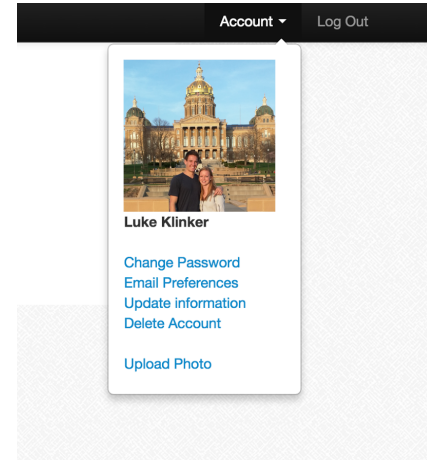 Account Log Out
Luke Klinker
Change Password
Email Preferences
Update information
Delete Account
Upload Photo